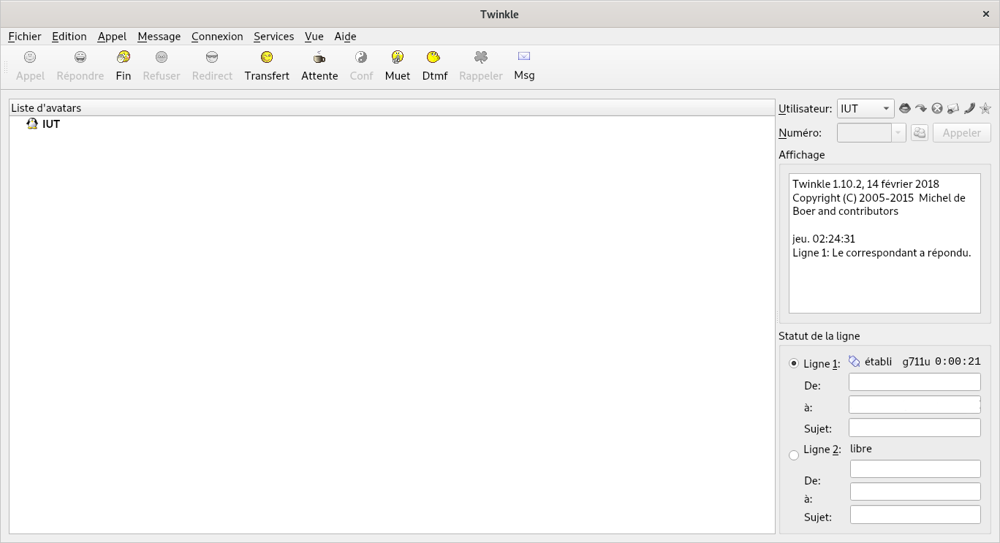 Twinkle
Fichier Edition Appel Message Connexion Services Vue Aide
Appel Répondre Fin Refuser Redirect Transfert Attente Conf Muet Dtmf Rappeler Msg
Liste d'avatars
IUT
Utilisateur: IUT
Numéro: Appeler
Affichage
Twinkle 1.10.2, 14 février 2018
Copyright (C) 2005-2015 Michel de
Boer and contributors
jeu. 02:24:31
Ligne 1: Le correspondant a répondu.
Statut de la ligne
Ligne 1: établi g711u 0:00:21
De:
à:
Sujet:
Ligne 2: libre
De:
à:
Sujet: